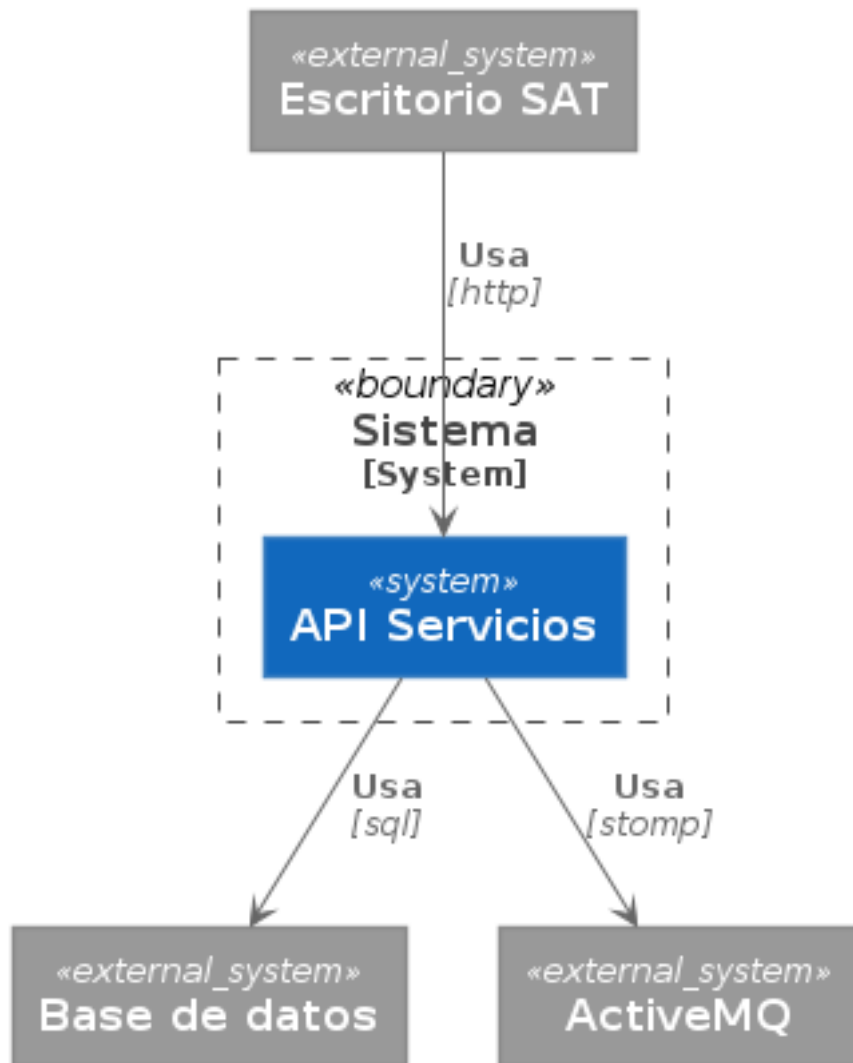 «external_system»
Escritorio SAT
Usa
[http]
«boundary»
Sistema
[System]
«system»
API Servicios
Usa
[sql]
Usa
[stomp]
«external_system»
Base de datos
«external_system»
ActiveMQ